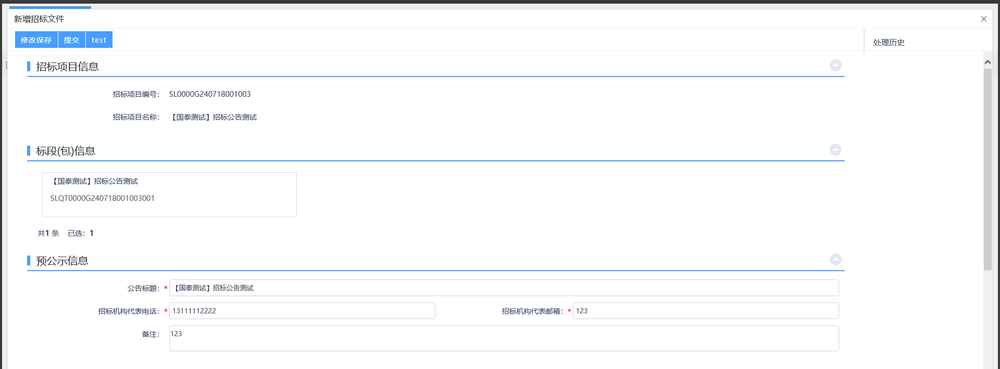 新增招标文件
修改保存 提交 test
处理历史
招标项目信息
招标项目编号： SL0000G240718001003
招标项目名称： 【国泰测试】招标公告测试
标段(包)信息
【国泰测试】招标公告测试
SLQT0000G240718001003001
共1 条 已选：1
预公示信息
公告标题：* 【国泰测试】招标公告测试
招标机构代表电话：* 13111112222 招标机构代表邮箱：* 123
备注： 123